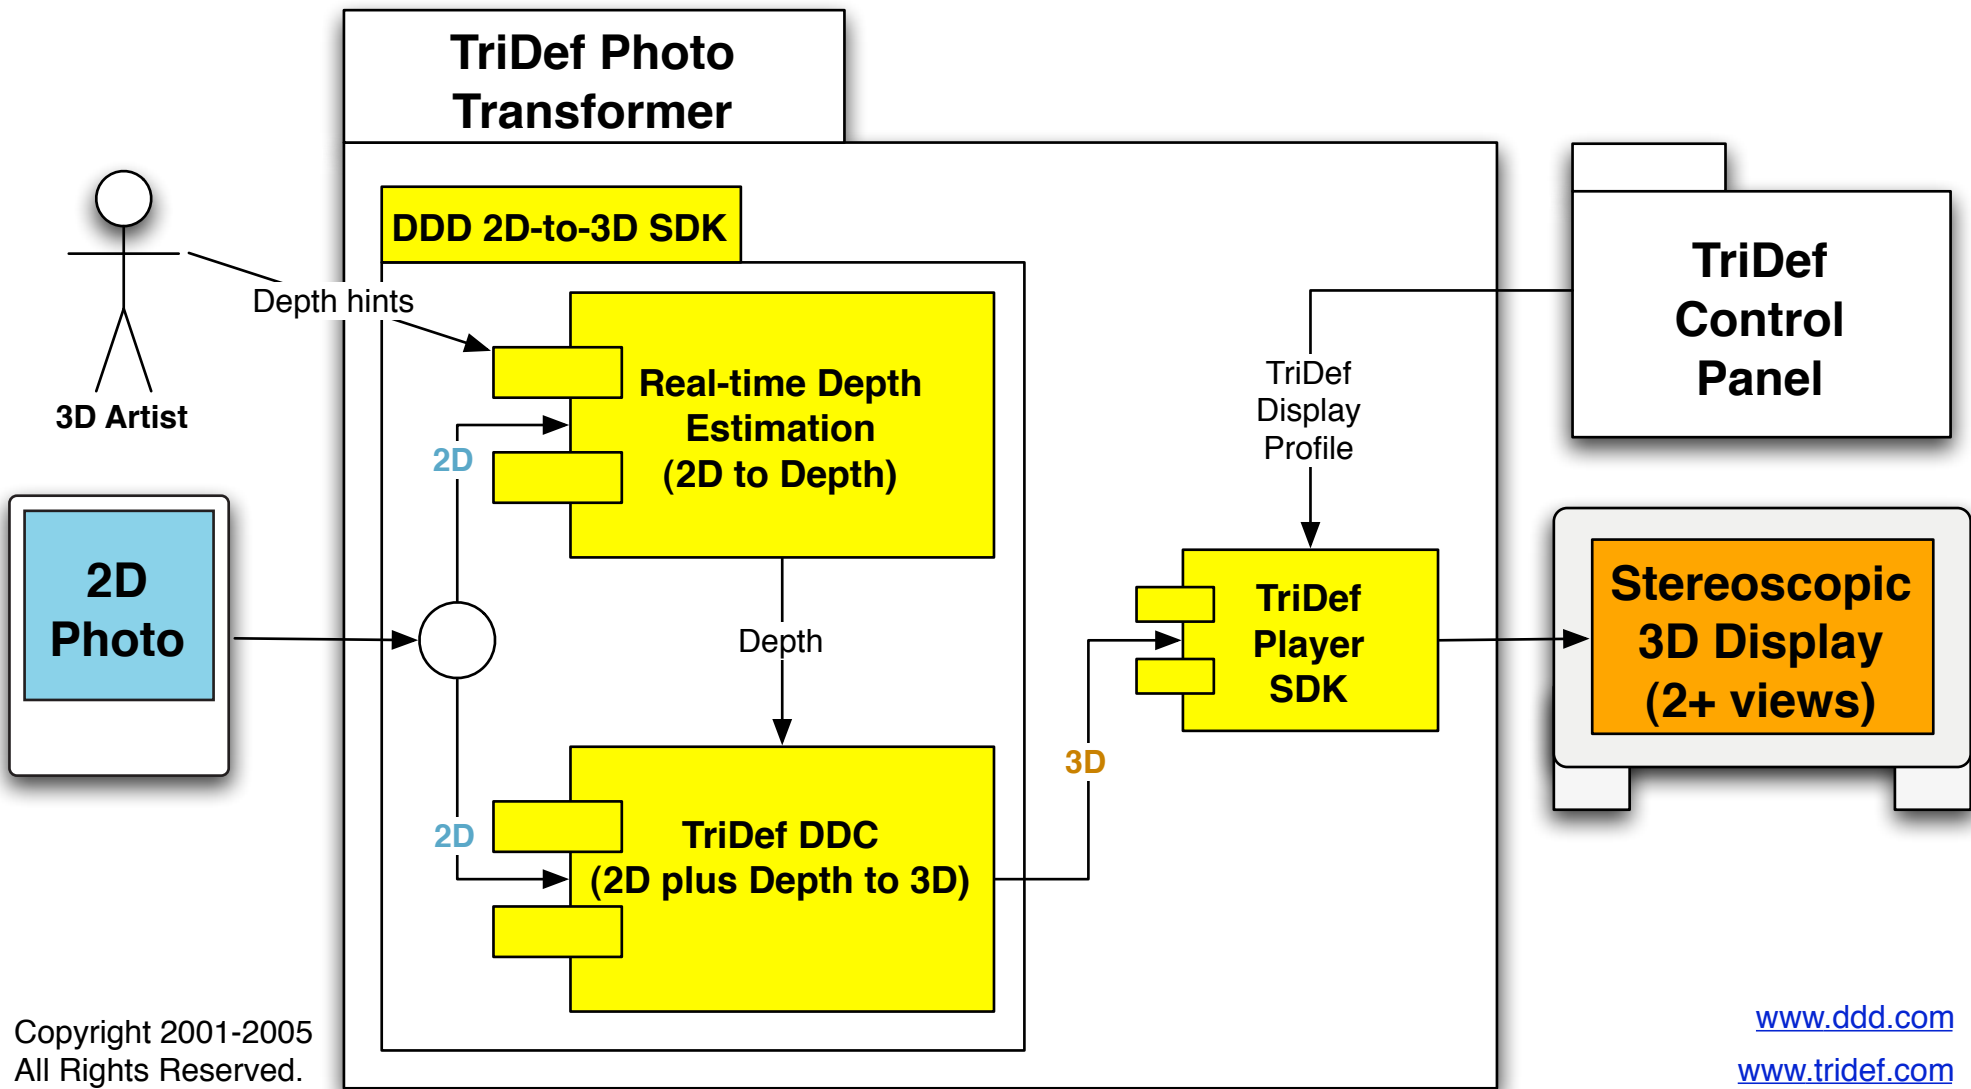 TriDef Photo
Transformer
DDD 2D-to-3D SDK
Depth hints
3D Artist
Real-time Depth
Estimation
(2D to Depth)
2D
2D
Photo
Depth
2D
TriDef DDC
(2D plus Depth to 3D)
3D
TriDef
Display
Profile
TriDef
Control
Panel
TriDef
Player
SDK
Stereoscopic
3D Display
(2+ views)
Copyright 2001-2005
All Rights Reserved.
www.ddd.com
www.tridef.com